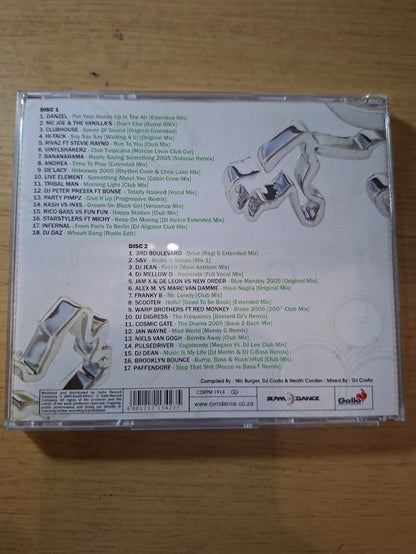 DISC 1
1. DANZEL - Put Your Hands Up In The Air [Extended Mix]
2. MC JOE & THE VANILLA'S - Don't Cha [Bump RMX]
3. CLUBHOUSE - Speed Of Sound [Original Extended]
4. HI-TACK - Say Say Say (Waiting 4 U) [Original Mix]
5. RIVAZ FT STEVIE RAYNO - Run To You [Club Mix]
6. VINYLSHAKERZ - Club Tropicana [Marcus Levin Club Cut]
7. BANANARAMA - Really Saying Something 2005 [Solasso Remix]
8. ANDREA - Time To Pray [Extended Mix]
9. DE'LACY - Hideaway 2005 [Rhythm Code & Chris Lake Mix]
10. LIVE ELEMENT - Something About You [Cabin Crew Mix]
11. TRIBAL MAN - Morning Light [Club Mix]
12. DJ PETER PRESTA FT BONSE - Totally Hooked [Vocal Mix]
13. PARTY PIMPZ - Give It Up [Progressive Remix]
14. KASH VS INXS - Dream On Black Girl [Vocenzo Mix]
15. RICO BASS VS FUN FUN - Happy Station [Club Mix]
16. STARSTYLERS FT MICHY - Keep On Moving [DJ Kickin Extended Mix]
17. INFERNAL - From Paris To Berlin [DJ Aligator Club Mix]
18. DJ DAZ - Whoah Song [Radio Edit]
DISC 2
1. 3RD BOULEVARD - Drive [Ragi S Extended Mix]
2. S&V - Beats In Bones [Mix 1]
3. DJ JEAN - Feel It [Main Anthem Mix]
4. DJ MELLOW D - Hacienda [Full Vocal Mix]
5. JAM X & DE LEON VS NEW ORDER - Blue Monday 2005 [Original Mix]
6. ALEX M. VS MARC VAN DAMME - Hava Naglia [Original Mix]
7. FRANKY B - Mr. Lonely [Club Mix]
8. SCOOTER - Hello! (Good To Be Back) [Extended Mix]
9. WARP BROTHERS FT RED MONKEY - Blade 2005 ["200" Club Mix]
10. DJ DIGRESS - The Frequency [Bastard DJ's Remix]
11. COSMIC GATE - The Drums 2005 [Back 2 Back Mix]
12. JAN WAYNE - Mad World [Money G Remix]
13. NIELS VAN GOGH - Bombs Away [Club Mix]
14. PULSEDRIVER - Vagabonds [Megara Vs DJ Lee Club Mix]
15. DJ DEAN - Music Is My Life [DJ Merlin & DJ C-Bass Remix]
16. BROOKLYN BOUNCE - Bump, Bass & Rock'n'Roll [Club Mix]
17. PAFFENDORF - Stop That Shit [Rocco vs Bass-T Remix]
Compiled By : Nic Burger, DJ Costa & Heath Cordier / Mixed By : DJ Costa
CDRPM 1914
RPM DANCE
Gallo
www.rpmdance.co.za